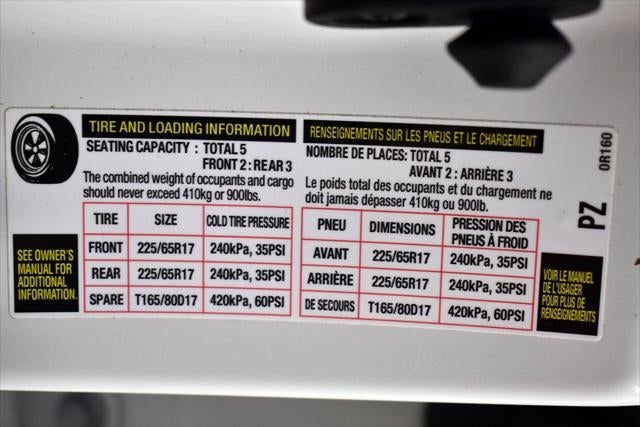 TIRE AND LOADING INFORMATION
SEATING CAPACITY : TOTAL 5
FRONT 2 : REAR 3
The combined weight of occupants and cargo
should never exceed 410kg or 900lbs.
TIRE SIZE COLD TIRE PRESSURE
FRONT 225/65R17 240kPa, 35PSI
REAR 225/65R17 240kPa, 35PSI
SPARE T165/80D17 420kPa, 60PSI
SEE OWNER'S
MANUAL FOR
ADDITIONAL
INFORMATION.
RENSEIGNEMENTS SUR LES PNEUS ET LE CHARGEMENT
NOMBRE DE PLACES: TOTAL 5
AVANT 2 : ARRIÈRE 3
Le poids total des occupants et du chargement ne
doit jamais dépasser 410kg ou 900lb.
PNEU DIMENSIONS PRESSION DES
PNEUS À FROID
AVANT 225/65R17 240kPa, 35PSI
ARRIÈRE 225/65R17 240kPa, 35PSI
DE SECOURS T165/80D17 420kPa, 60PSI
VOIR LE MANUEL
DE L'USAGER
POUR PLUS DE
RENSEIGNEMENTS
0R160
PZ